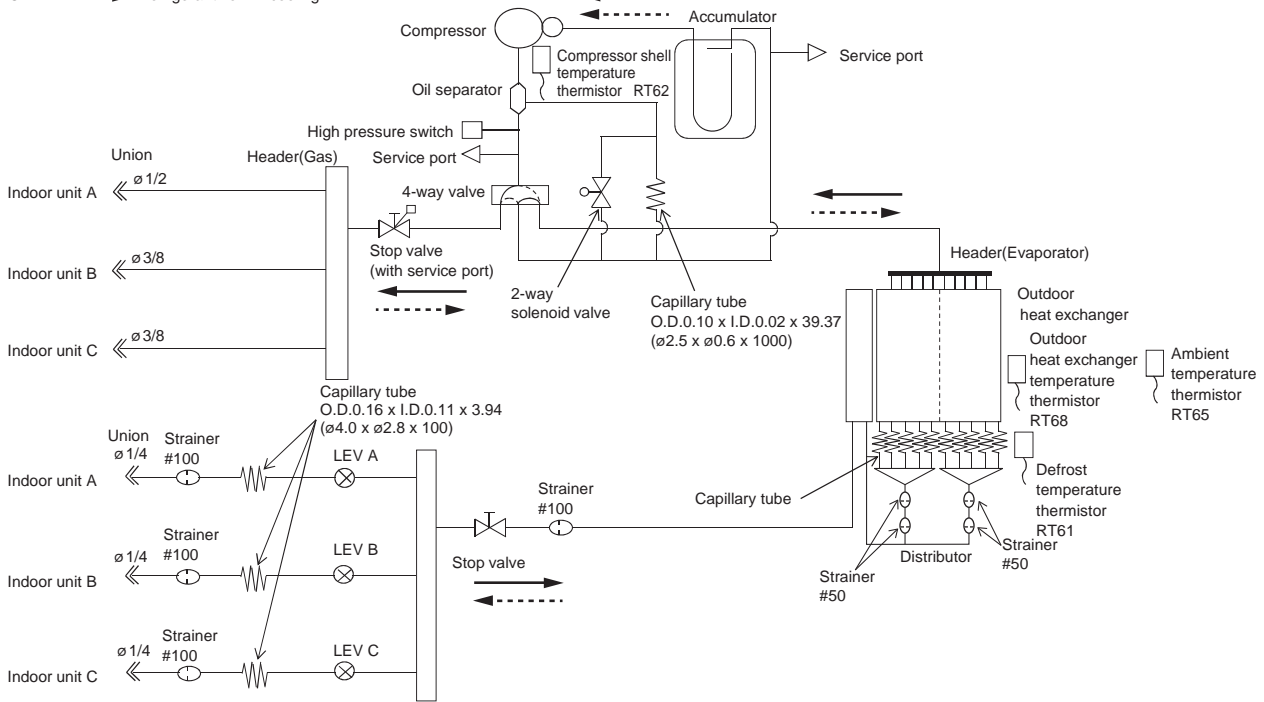 Accumulator
Compressor
Service port
Compressor shell
temperature
thermistor RT62
Oil separator
High pressure switch
Service port
Union
Header(Gas)
ø1/2
Indoor unit A
4-way valve
Stop valve
(with service port)
Header(Evaporator)
ø3/8
Indoor unit B
2-way
solenoid valve
Capillary tube
O.D.0.10 x I.D.0.02 x 39.37
(ø2.5 x ø0.6 x 1000)
Outdoor
heat exchanger
Outdoor
heat exchanger
temperature
thermistor
RT68
Ambient
temperature
thermistor
RT65
ø3/8
Indoor unit C
Capillary tube
O.D.0.16 x I.D.0.11 x 3.94
(ø4.0 x ø2.8 x 100)
Union
ø1/4
Strainer
#100
LEV A
Indoor unit A
Strainer
#100
Capillary tube
Defrost
temperature
thermistor
RT61
ø1/4
Strainer
#100
LEV B
Indoor unit B
Stop valve
Distributor
Strainer
#50
Strainer
#50
ø1/4
Strainer
#100
LEV C
Indoor unit C